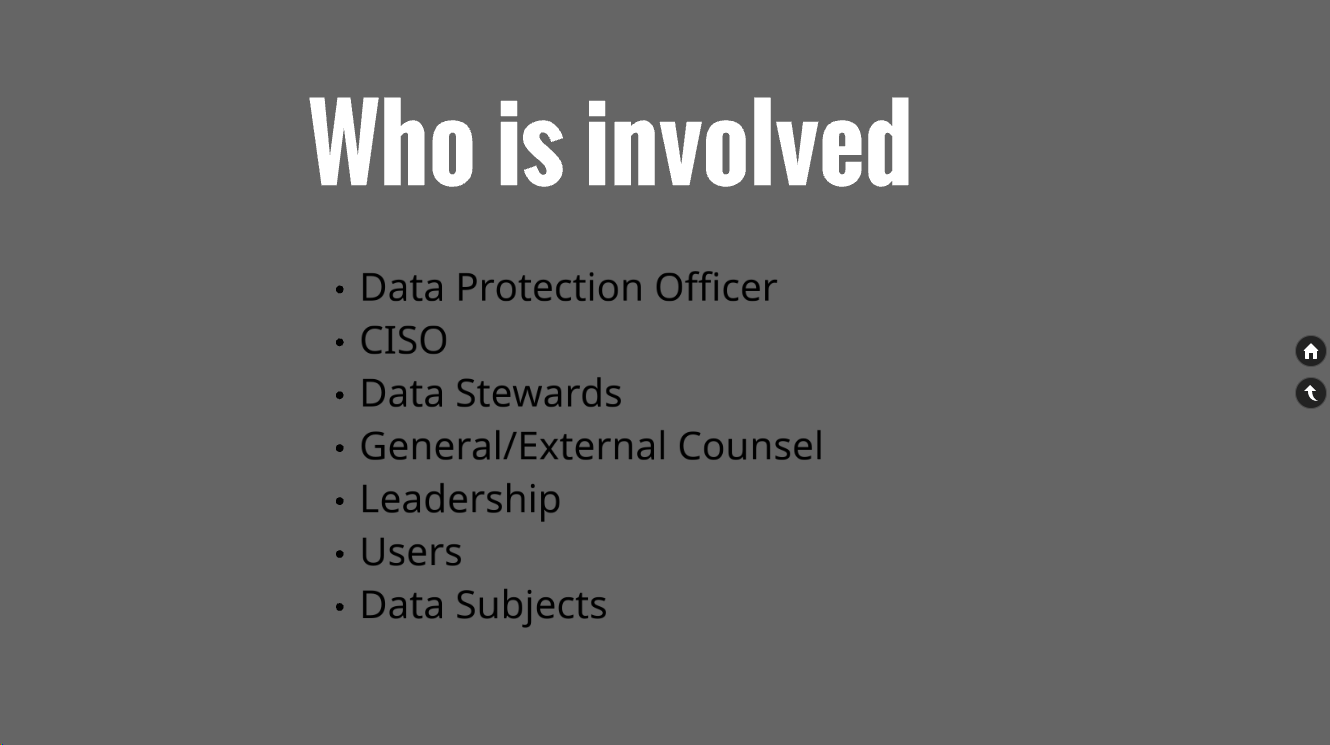 Who is involved
• Data Protection Officer
• CISO
• Data Stewards
• General/External Counsel
• Leadership
• Users
• Data Subjects